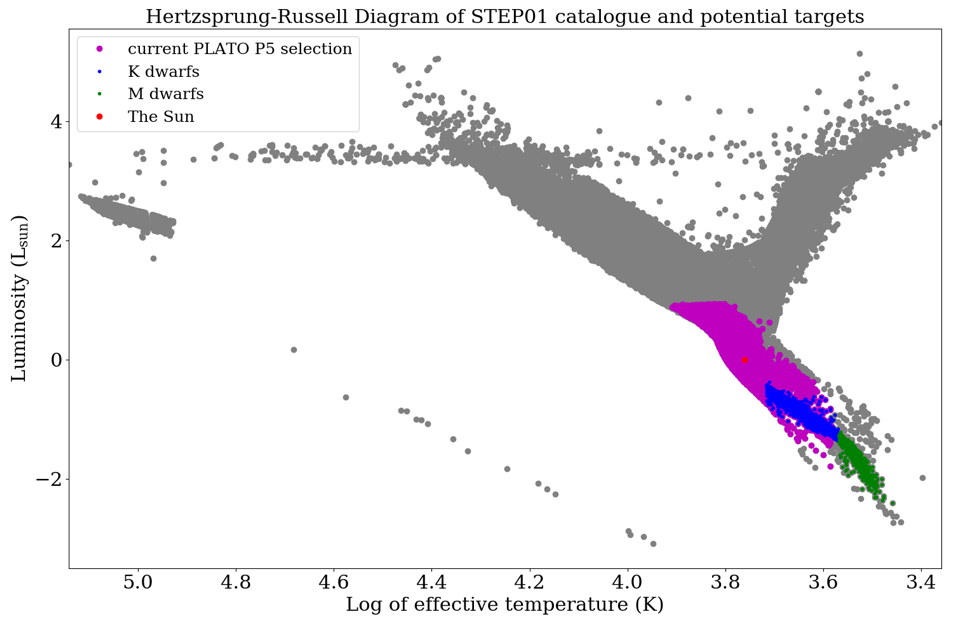 Hertzsprung-Russell Diagram of STEP01 catalogue and potential targets
current PLATO P5 selection
K dwarfs
M dwarfs
The Sun
Luminosity (Lsun)
4
2
0
−2
5.0 4.8 4.6 4.4 4.2 4.0 3.8 3.6 3.4
Log of effective temperature (K)